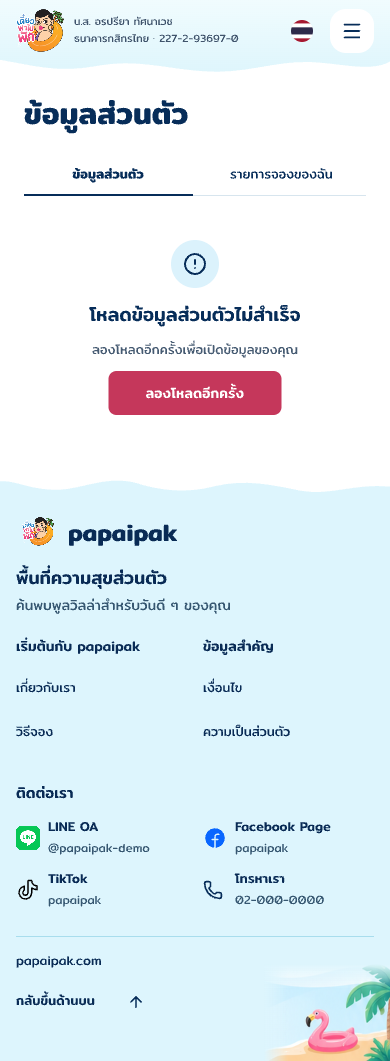 เที่ยว
พาไป
พัก
น.ส. อรปรียา ทัศนาเวช
ธนาคารกสิกรไทย · 227-2-93697-0
ข้อมูลส่วนตัว
ข้อมูลส่วนตัว
รายการจองของฉัน
โหลดข้อมูลส่วนตัวไม่สำเร็จ
ลองโหลดอีกครั้งเพื่อเปิดข้อมูลของคุณ
ลองโหลดอีกครั้ง
papaipak
พื้นที่ความสุขส่วนตัว
ค้นพบพูลวิลล่าสำหรับวันดี ๆ ของคุณ
เริ่มต้นกับ papaipak
ข้อมูลสำคัญ
เกี่ยวกับเรา
เงื่อนไข
วิธีจอง
ความเป็นส่วนตัว
ติดต่อเรา
LINE OA
@papaipak-demo
Facebook Page
papaipak
TikTok
papaipak
โทรหาเรา
02-000-0000
papaipak.com
กลับขึ้นด้านบน